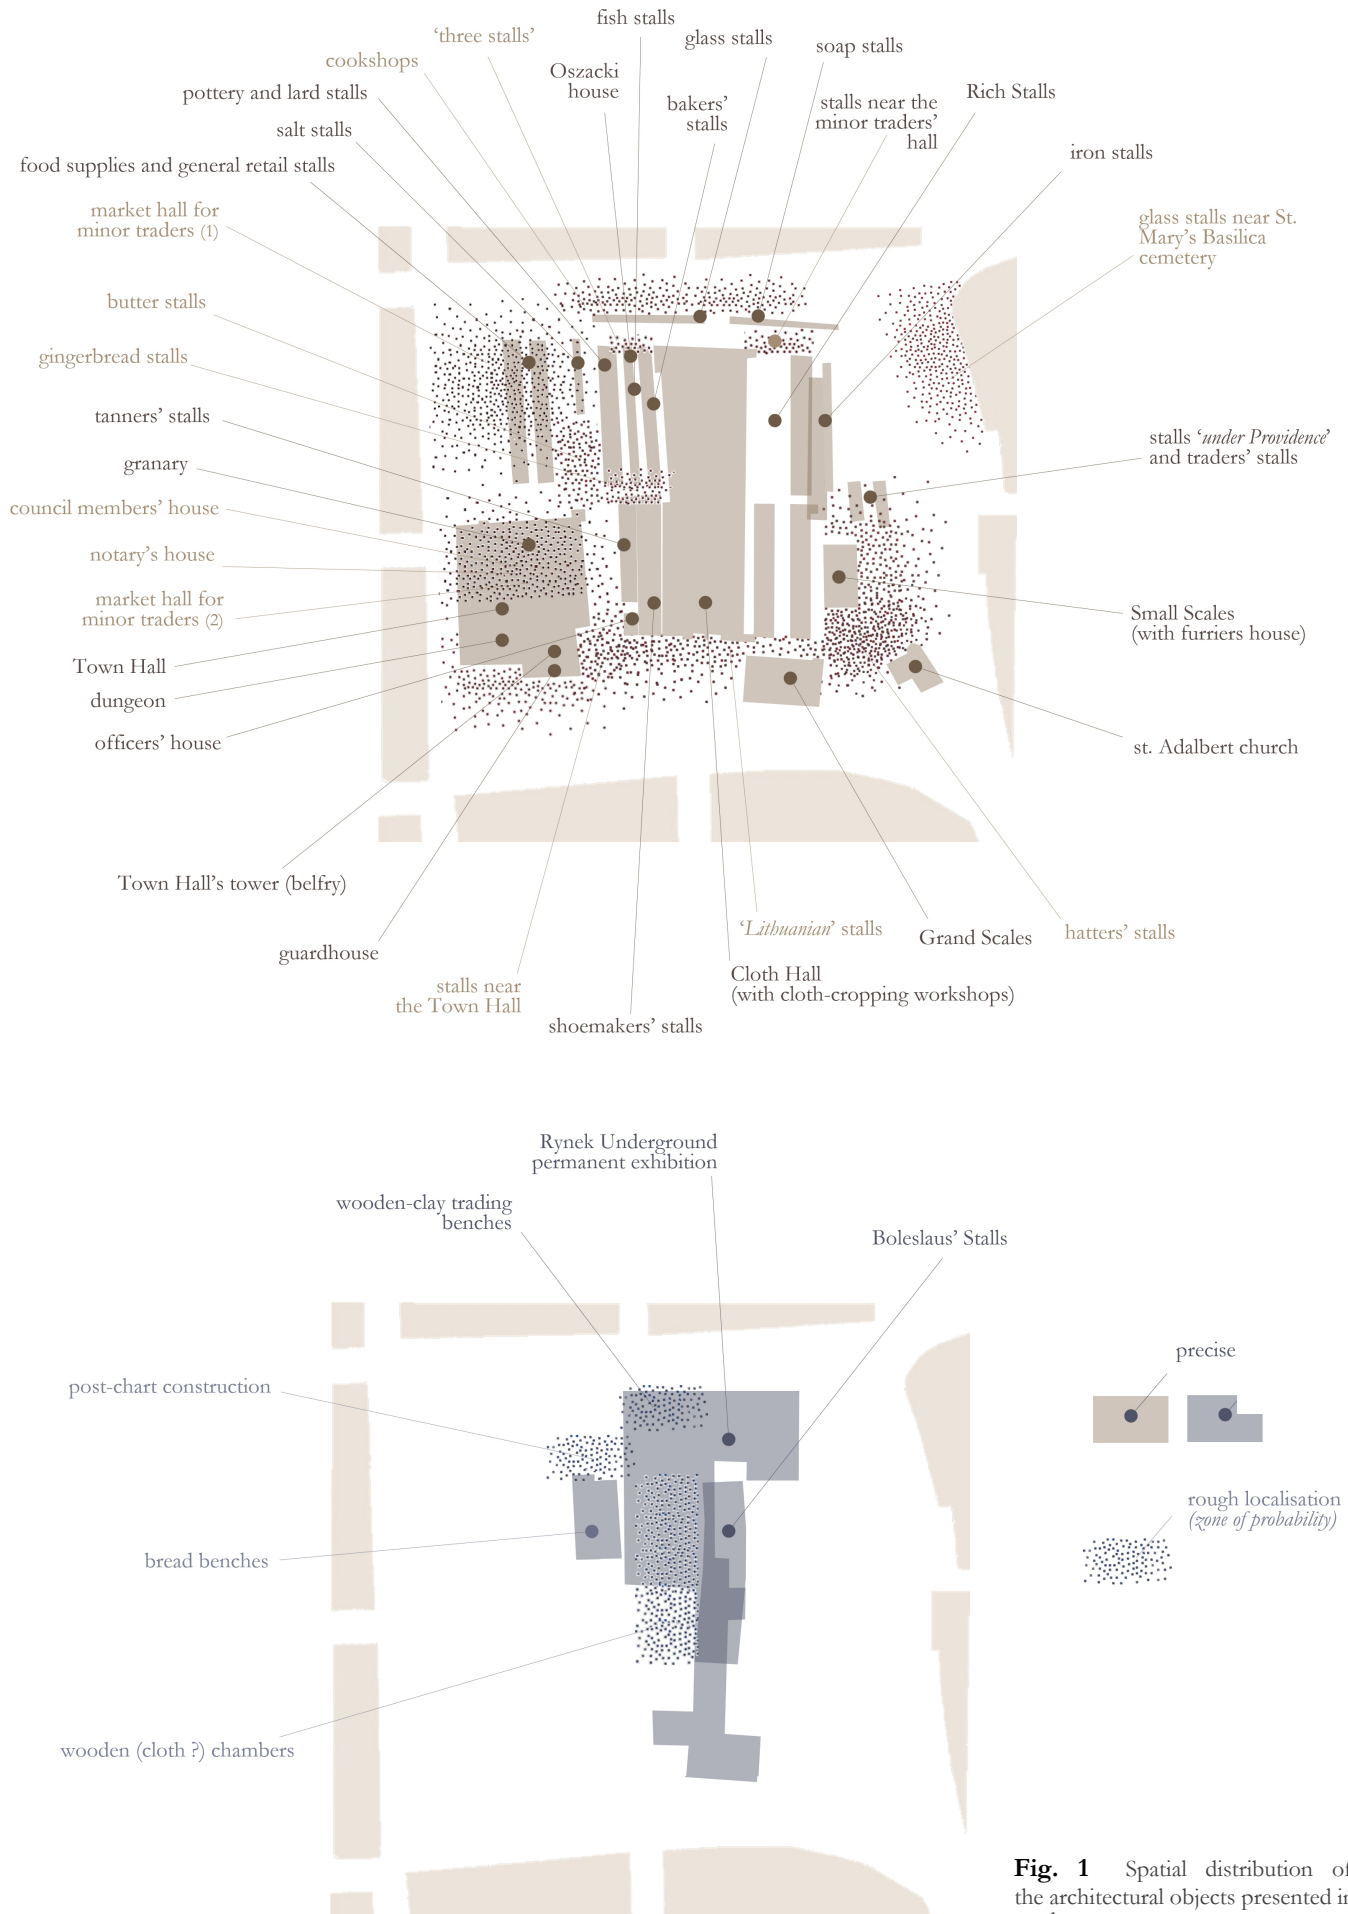 fish stalls
‘three stalls’
glass stalls
soap stalls
cookshops
Oszacki
house
pottery and lard stalls
bakers’
stalls
stalls near the
minor traders’
hall
Rich Stalls
salt stalls
iron stalls
food supplies and general retail stalls
market hall for
minor traders (1)
glass stalls near St.
Mary’s Basilica
cemetery
butter stalls
gingerbread stalls
tanners’ stalls
stalls ‘under Providence’
and traders’ stalls
granary
council members’ house
notary’s house
market hall for
minor traders (2)
Small Scales
(with furriers house)
Town Hall
dungeon
officers’ house
st. Adalbert church
Town Hall’s tower (belfry)
guardhouse
‘Lithuanian’ stalls
Grand Scales
hatters’ stalls
stalls near
the Town Hall
Cloth Hall
(with cloth-cropping workshops)
shoemakers’ stalls
Rynek Underground
permanent exhibition
wooden-clay trading
benches
Boleslaus’ Stalls
precise
post-chart construction
rough localisation
(zone of probability)
bread benches
wooden (cloth ?) chambers
Fig. 1 Spatial distribution of
the architectural objects presented in